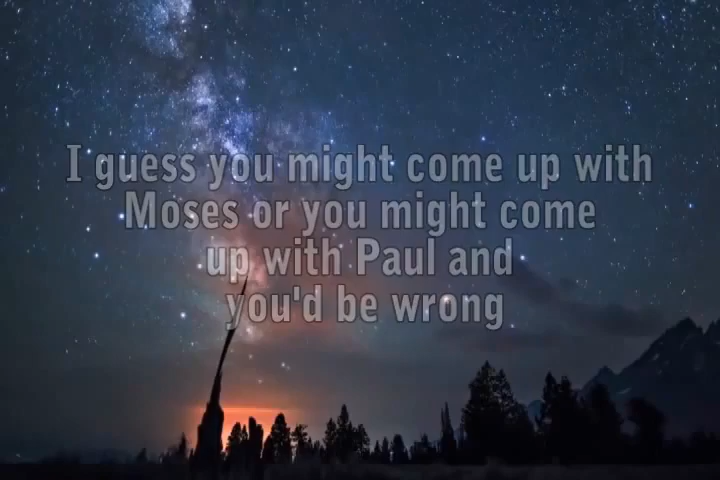 I guess you might come up with
Moses or you might come
up with Paul and
you'd be wrong